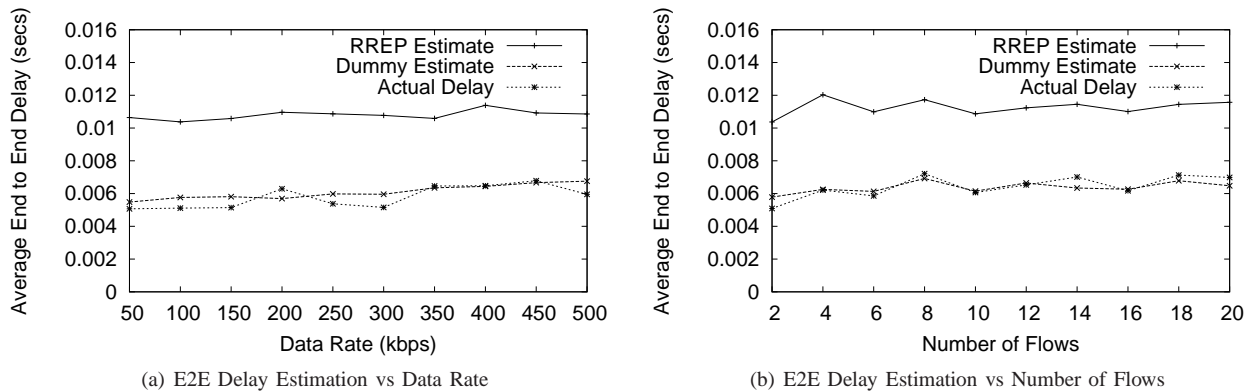 Average End to End Delay (secs)
0.016
0.014
0.012
0.01
0.008
0.006
0.004
0.002
0
RREP Estimate
Dummy Estimate
Actual Delay
50 100 150 200 250 300 350 400 450 500
Data Rate (kbps)
(a) E2E Delay Estimation vs Data Rate
Average End to End Delay (secs)
0.016
0.014
0.012
0.01
0.008
0.006
0.004
0.002
0
RREP Estimate
Dummy Estimate
Actual Delay
2 4 6 8 10 12 14 16 18 20
Number of Flows
(b) E2E Delay Estimation vs Number of Flows